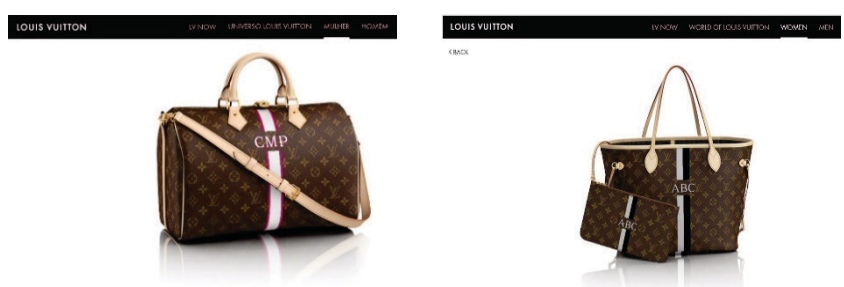 LOUIS VUITTON LV NOW UNIVERSO LOUIS VUITTON MULHER HOMEM
CMP
LOUIS VUITTON LV NOW WORLD OF LOUIS VUITTON WOMEN MEN
< BACK
ABC
ABC